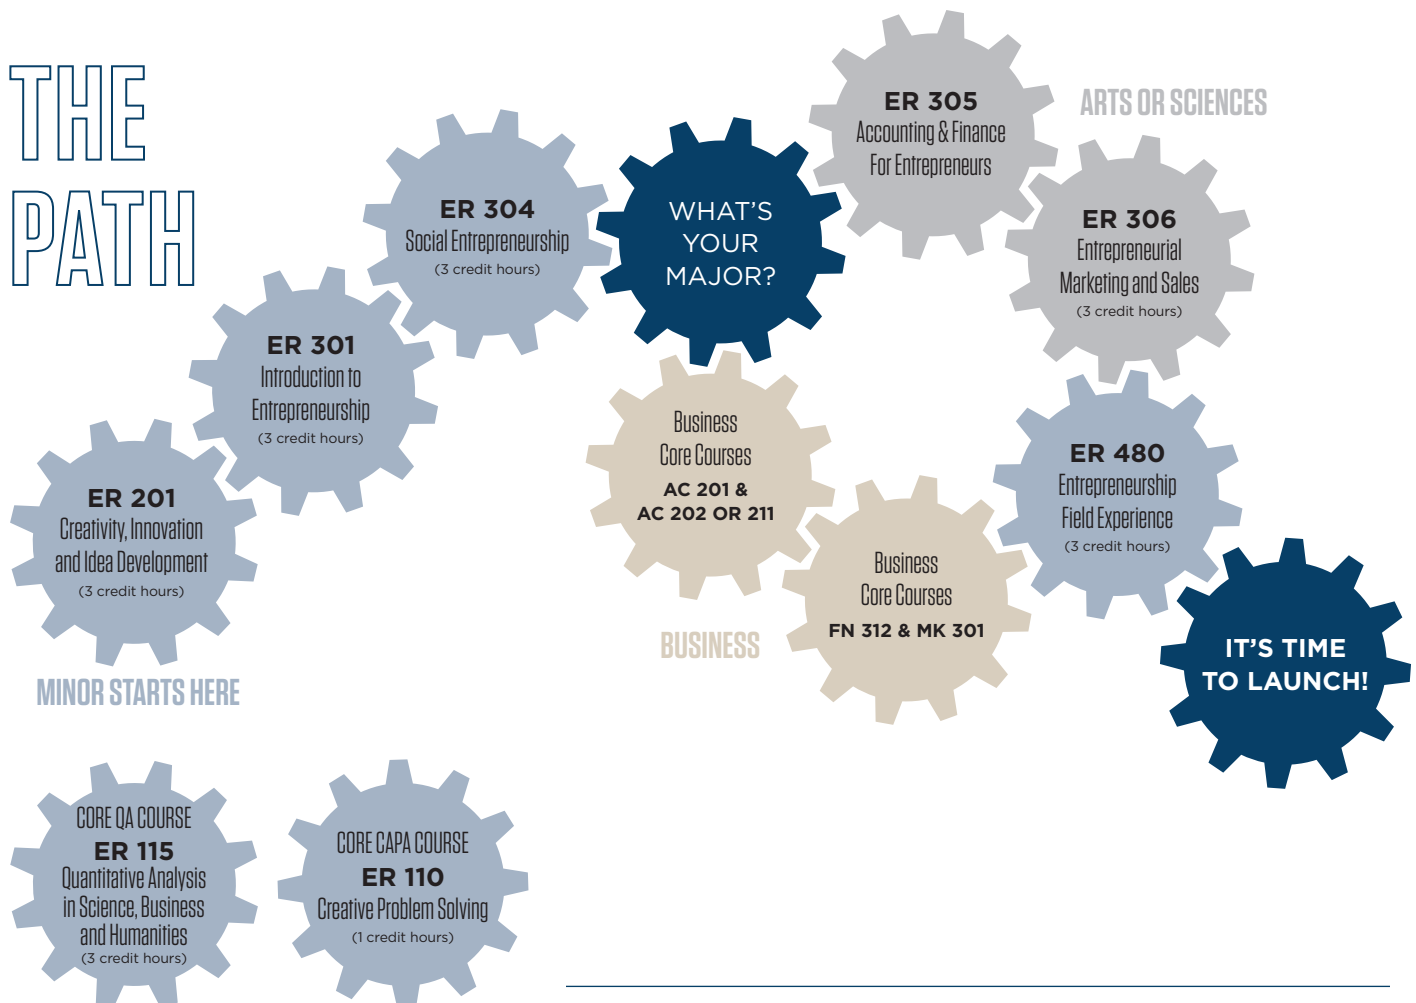 THE
PATH
ER 201
Creativity, Innovation
and Idea Development
(3 credit hours)
MINOR STARTS HERE
ER 301
Introduction to
Entrepreneurship
(3 credit hours)
ER 304
Social Entrepreneurship
(3 credit hours)
WHAT'S
YOUR
MAJOR?
ER 305
Accounting & Finance
For Entrepreneurs
ARTS OR SCIENCES
ER 306
Entrepreneurial
Marketing and Sales
(3 credit hours)
Business
Core Courses
AC 201 &
AC 202 OR 211
BUSINESS
Business
Core Courses
FN 312 & MK 301
ER 480
Entrepreneurship
Field Experience
(3 credit hours)
IT'S TIME
TO LAUNCH!
CORE QA COURSE
ER 115
Quantitative Analysis
in Science, Business
and Humanities
(3 credit hours)
CORE CAPA COURSE
ER 110
Creative Problem Solving
(1 credit hours)